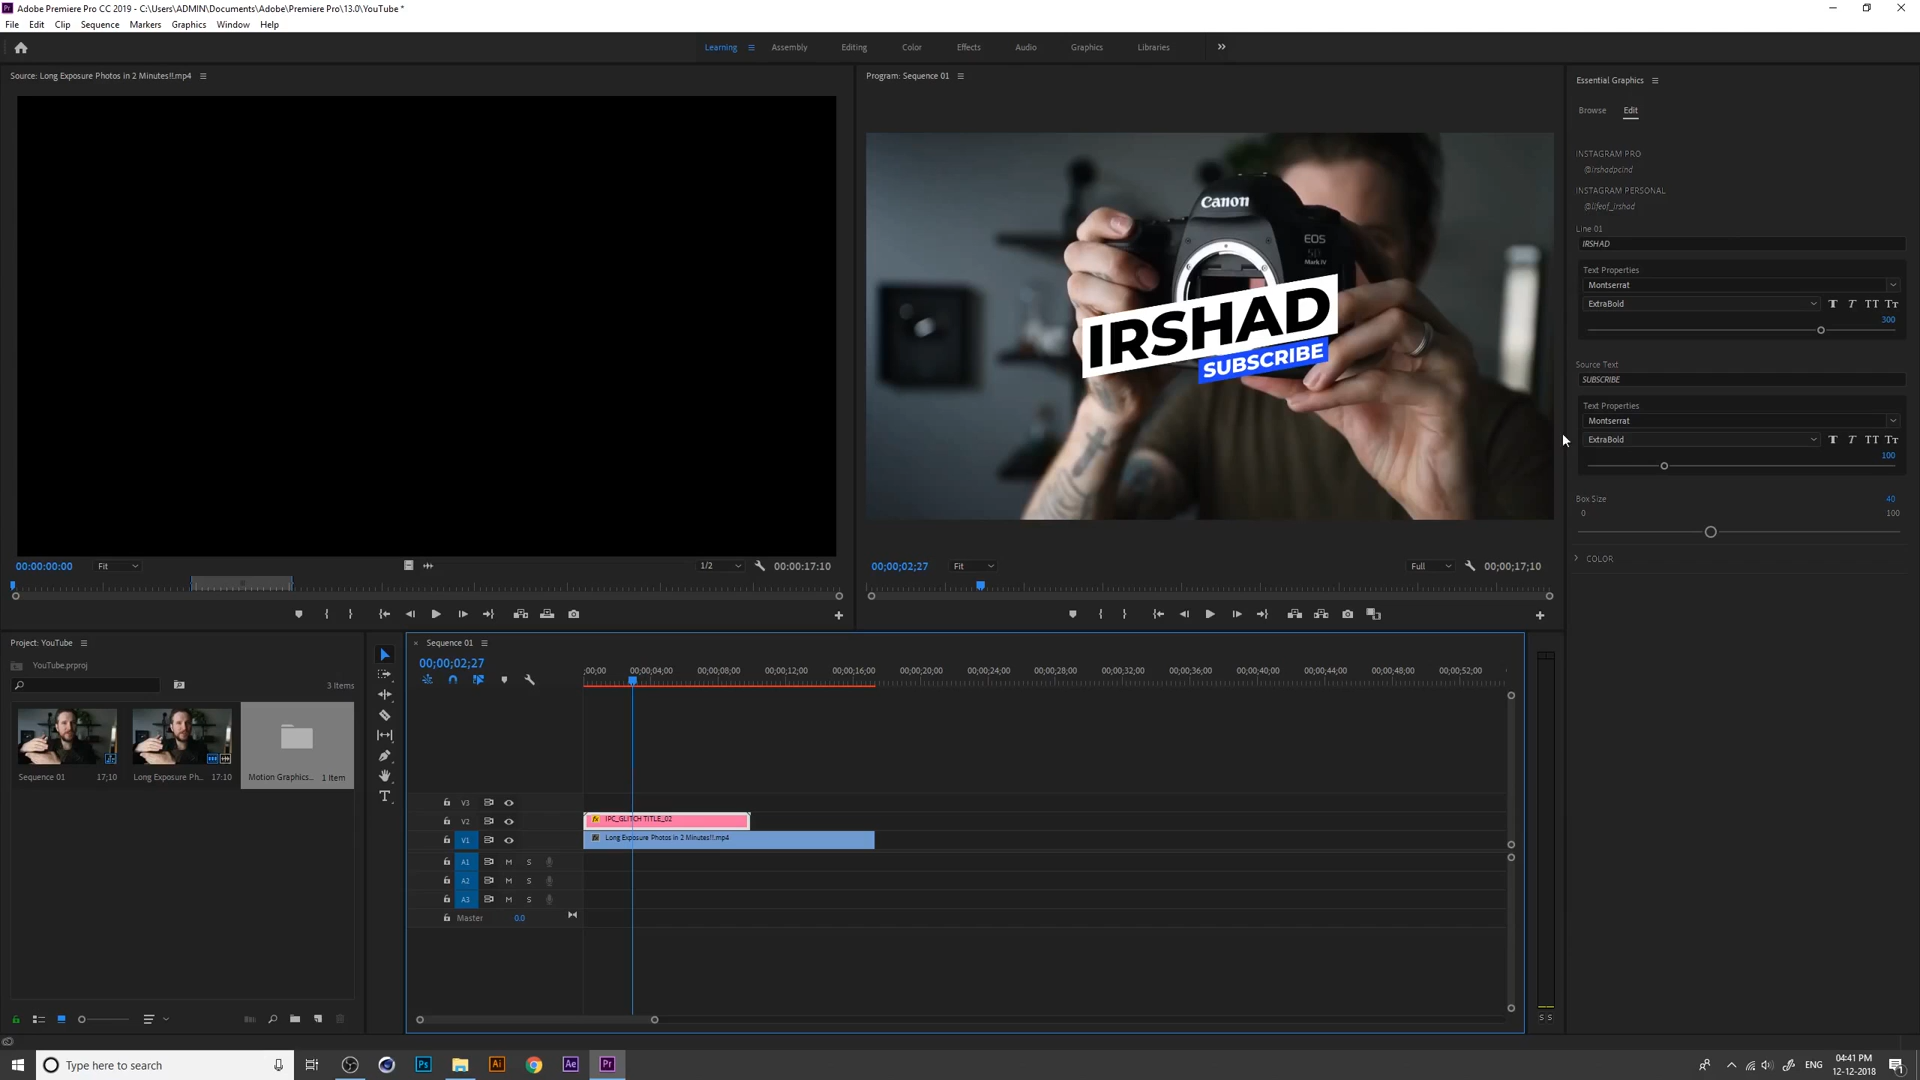 Adobe Premiere Pro CC 2019 - C:\Users\ADMIN\Documents\Adobe\Premiere Pro\13.0\YouTube *
File Edit Clip Sequence Markers Graphics Window Help
Learning Assembly Editing Color Effects Audio Graphics Libraries
Source: Long Exposure Photos in 2 Minutes!!.mp4
Program: Sequence 01
Essential Graphics
Browse Edit
INSTAGRAM PRO
@irshadpcind
INSTAGRAM PERSONAL
@lifeof_irshad
Line 01
IRSHAD
Text Properties
Montserrat
ExtraBold
300
Source Text
SUBSCRIBE
Text Properties
Montserrat
ExtraBold
100
Box Size 40
0 100
COLOR
Canon
EOS
5D
Mark IV
IRSHAD
SUBSCRIBE
00:00:00:00 Fit 1/2 00:00:17:10
00;00;02;27 Fit Full 00;00;17;10
Project: YouTube
YouTube.prproj
3 Items
Sequence 01 17;10
Long Exposure Ph... 17:10
Motion Graphics... 1 Item
Sequence 01
00;00;02;27
;00;00 00;00;04;00 00;00;08;00 00;00;12;00 00;00;16;00 00;00;20;00 00;00;24;00 00;00;28;00 00;00;32;00 00;00;36;00 00;00;40;00 00;00;44;00 00;00;48;00 00;00;52;00
V3
V2 IPC_GLITCH TITLE_02
V1 Long Exposure Photos in 2 Minutes!!.mp4
A1 M S
A2 M S
A3 M S
Master 0.0
S S
Type here to search
Ps Ai Ae Pr
ENG
04:41 PM
12-12-2018